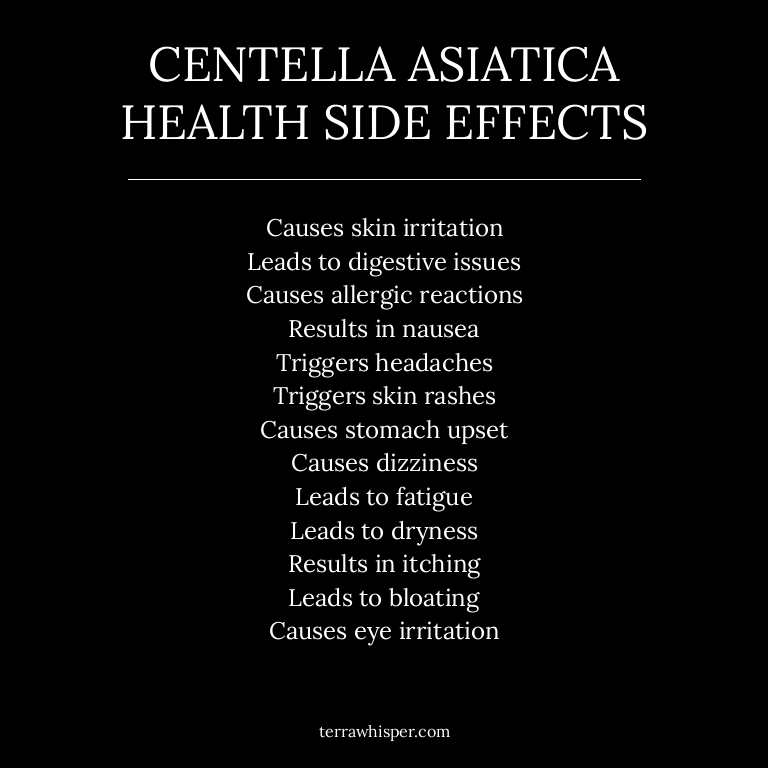 CENTELLA ASIATICA
HEALTH SIDE EFFECTS
Causes skin irritation
Leads to digestive issues
Causes allergic reactions
Results in nausea
Triggers headaches
Triggers skin rashes
Causes stomach upset
Causes dizziness
Leads to fatigue
Leads to dryness
Results in itching
Leads to bloating
Causes eye irritation
terrawhisper.com